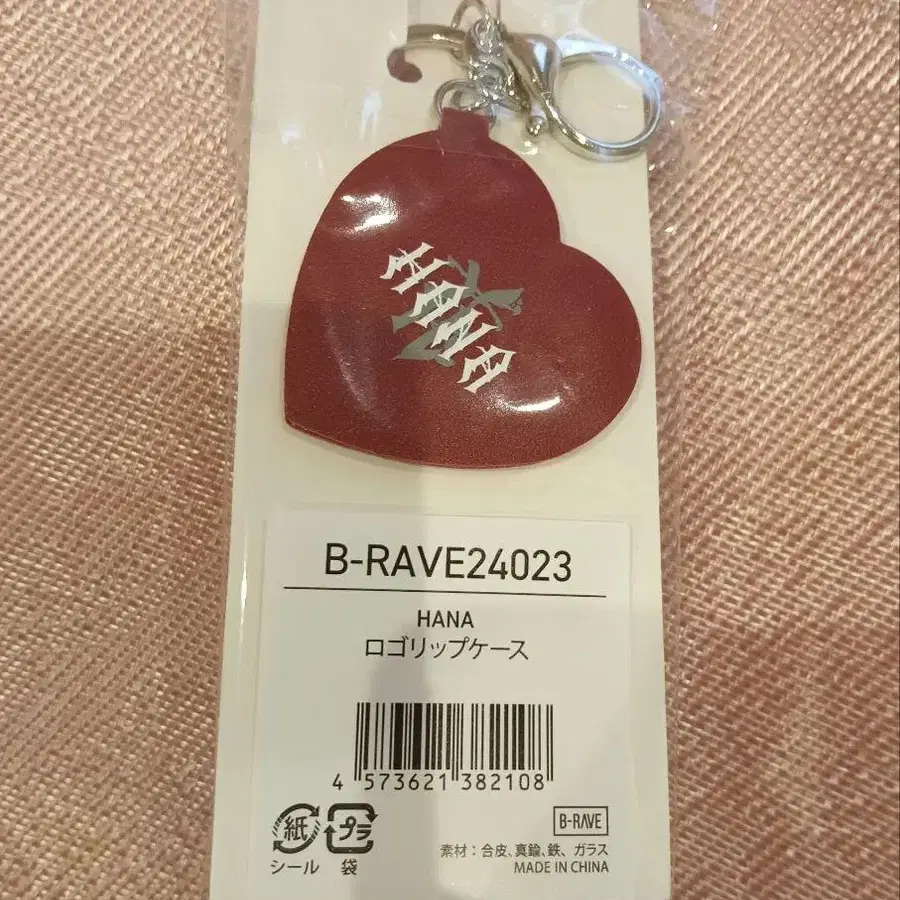 HANA
B-RAVE24023
HANA
ロゴリップケース
4 573621 382108
紙 プラ
シール 袋
B-RAVE
素材：合皮、真鍮、鉄、ガラス
MADE IN CHINA